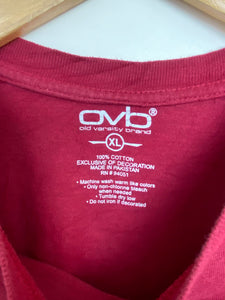 ovb®
old varsity brand
XL
100% COTTON
EXCLUSIVE OF DECORATION
MADE IN PAKISTAN
RN # 94051
• Machine wash warm like colors
• Only non-chlorine bleach
when needed
• Tumble dry low
• Do not iron if decorated